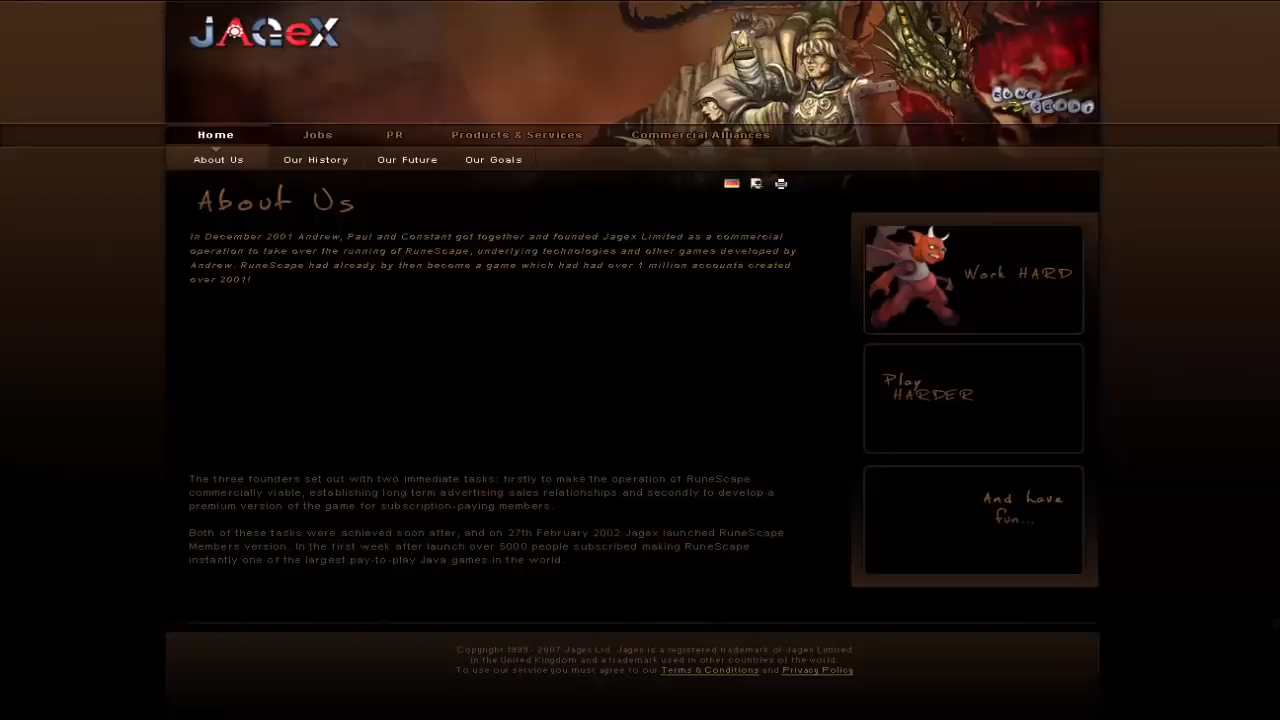 JAGeX
RUNE
SCAPE
Home Jobs PR Products & Services Commercial Alliances
About Us Our History Our Future Our Goals
About Us
In December 2001 Andrew, Paul and Constant got together and founded Jagex Limited as a commercial
operation to take over the running of RuneScape, underlying technologies and other games developed by
Andrew. RuneScape had already by then become a game which had had over 1 million accounts created
over 2001!
Work HARD
Play
HARDER
The three founders set out with two immediate tasks: firstly to make the operation of RuneScape
commercially viable, establishing long term advertising sales relationships and secondly to develop a
premium version of the game for subscription-paying members.
And have
fun...
Both of these tasks were achieved soon after, and on 27th February 2002 Jagex launched RuneScape
Members version. In the first week after launch over 5000 people subscribed making RuneScape
instantly one of the largest pay-to-play Java games in the world.
Copyright 1999 - 2007 Jagex Ltd. Jagex is a registered trademark of Jagex Limited
in the United Kingdom and a trademark used in other countries of the world.
To use our service you must agree to our Terms & Conditions and Privacy Policy